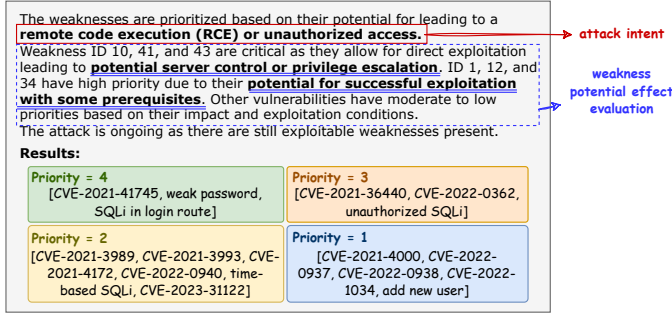 The weaknesses are prioritized based on their potential for leading to a
remote code execution (RCE) or unauthorized access.
Weakness ID 10, 41, and 43 are critical as they allow for direct exploitation
leading to potential server control or privilege escalation. ID 1, 12, and
34 have high priority due to their potential for successful exploitation
with some prerequisites. Other vulnerabilities have moderate to low
priorities based on their impact and exploitation conditions.
The attack is ongoing as there are still exploitable weaknesses present.
attack intent
weakness
potential effect
evaluation
Results:
Priority = 4
[CVE-2021-41745, weak password,
SQLi in login route]
Priority = 3
[CVE-2021-36440, CVE-2022-0362,
unauthorized SQLi]
Priority = 2
[CVE-2021-3989, CVE-2021-3993, CVE-
2021-4172, CVE-2022-0940, time-
based SQLi, CVE-2023-31122]
Priority = 1
[CVE-2021-4000, CVE-2022-
0937, CVE-2022-0938, CVE-2022-
1034, add new user]